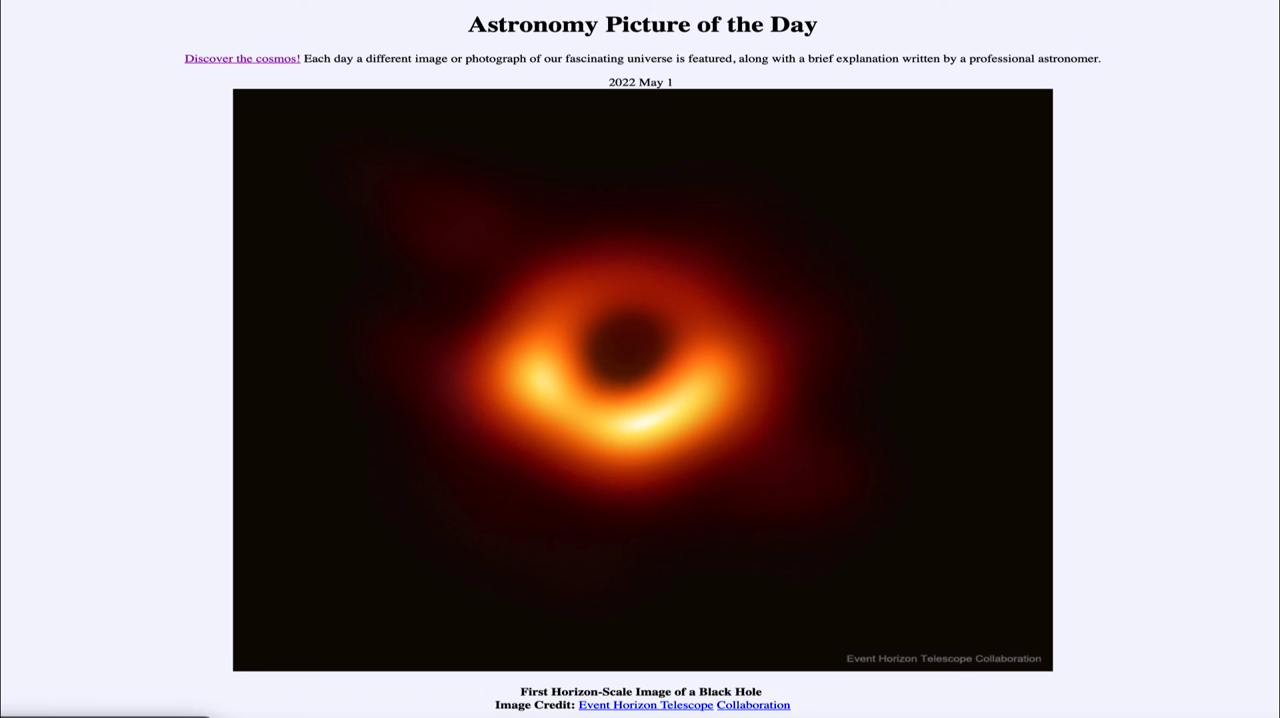 Astronomy Picture of the Day
Discover the cosmos! Each day a different image or photograph of our fascinating universe is featured, along with a brief explanation written by a professional astronomer.
2022 May 1
Event Horizon Telescope Collaboration
First Horizon-Scale Image of a Black Hole
Image Credit: Event Horizon Telescope Collaboration